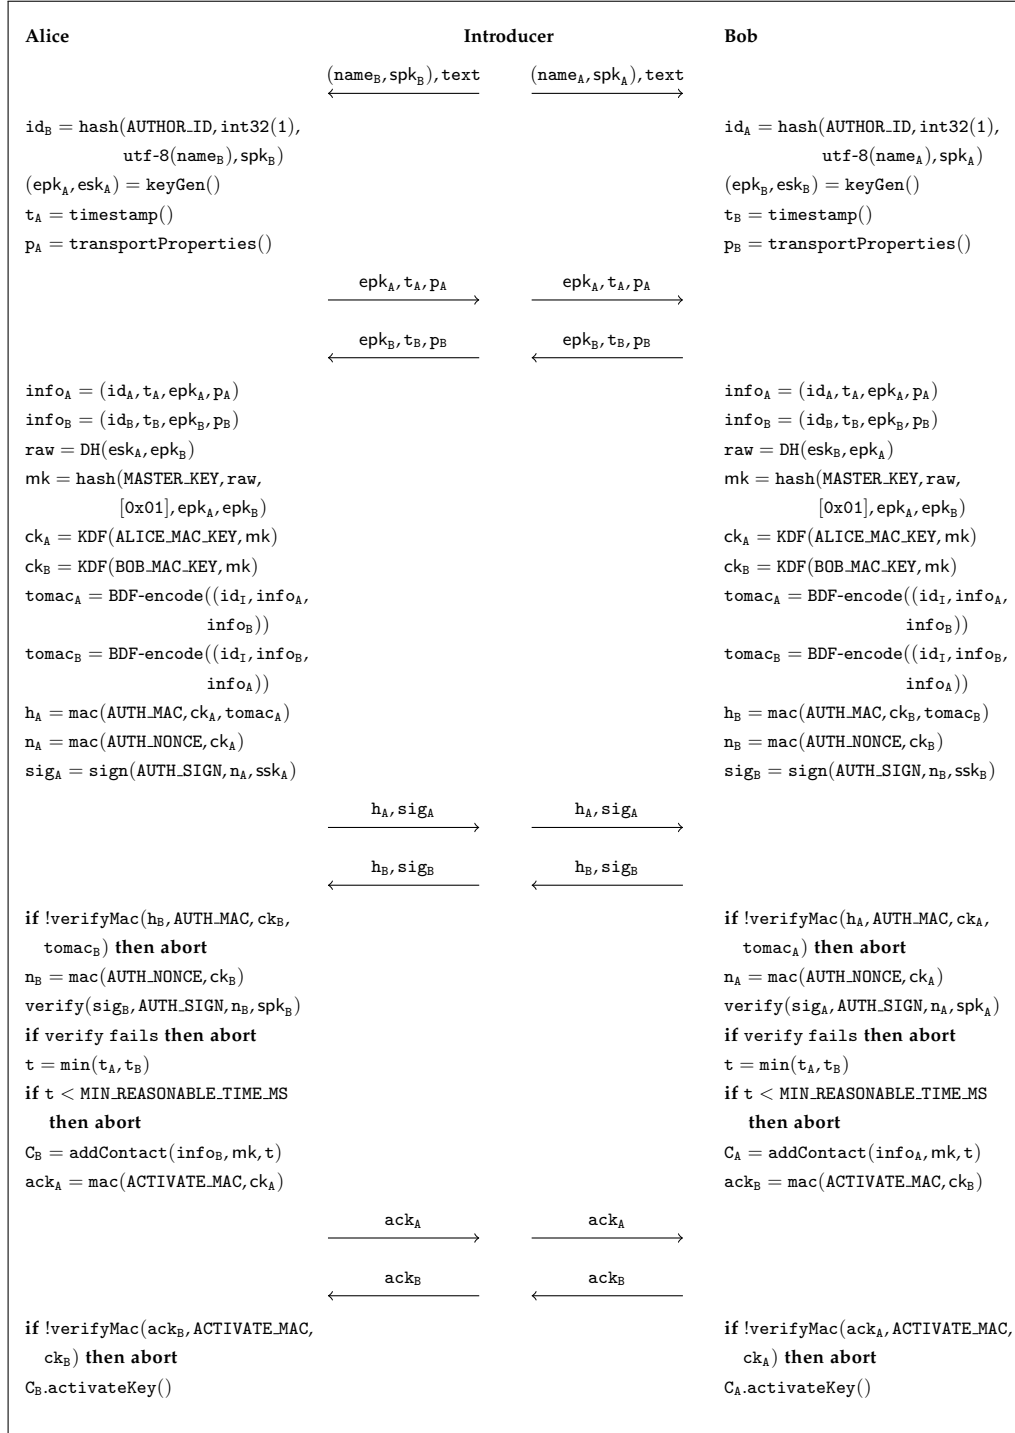 Alice Introducer Bob
(name_B, spk_B), text (name_A, spk_A), text
id_B = hash(AUTHOR_ID, int32(1), id_A = hash(AUTHOR_ID, int32(1),
utf-8(name_B), spk_B) utf-8(name_A), spk_A)
(epk_A, esk_A) = keyGen() (epk_B, esk_B) = keyGen()
t_A = timestamp() t_B = timestamp()
p_A = transportProperties() p_B = transportProperties()
epk_A, t_A, p_A epk_A, t_A, p_A
epk_B, t_B, p_B epk_B, t_B, p_B
info_A = (id_A, t_A, epk_A, p_A) info_A = (id_A, t_A, epk_A, p_A)
info_B = (id_B, t_B, epk_B, p_B) info_B = (id_B, t_B, epk_B, p_B)
raw = DH(esk_A, epk_B) raw = DH(esk_B, epk_A)
mk = hash(MASTER_KEY, raw, mk = hash(MASTER_KEY, raw,
[0x01], epk_A, epk_B) [0x01], epk_A, epk_B)
ck_A = KDF(ALICE_MAC_KEY, mk) ck_A = KDF(ALICE_MAC_KEY, mk)
ck_B = KDF(BOB_MAC_KEY, mk) ck_B = KDF(BOB_MAC_KEY, mk)
tomac_A = BDF-encode((id_I, info_A, tomac_A = BDF-encode((id_I, info_A,
info_B)) info_B))
tomac_B = BDF-encode((id_I, info_B, tomac_B = BDF-encode((id_I, info_B,
info_A)) info_A))
h_A = mac(AUTH_MAC, ck_A, tomac_A) h_B = mac(AUTH_MAC, ck_B, tomac_B)
n_A = mac(AUTH_NONCE, ck_A) n_B = mac(AUTH_NONCE, ck_B)
sig_A = sign(AUTH_SIGN, n_A, ssk_A) sig_B = sign(AUTH_SIGN, n_B, ssk_B)
h_A, sig_A h_A, sig_A
h_B, sig_B h_B, sig_B
if !verifyMac(h_B, AUTH_MAC, ck_B, if !verifyMac(h_A, AUTH_MAC, ck_A,
tomac_B) then abort tomac_A) then abort
n_B = mac(AUTH_NONCE, ck_B) n_A = mac(AUTH_NONCE, ck_A)
verify(sig_B, AUTH_SIGN, n_B, spk_B) verify(sig_A, AUTH_SIGN, n_A, spk_A)
if verify fails then abort if verify fails then abort
t = min(t_A, t_B) t = min(t_A, t_B)
if t < MIN_REASONABLE_TIME_MS if t < MIN_REASONABLE_TIME_MS
then abort then abort
C_B = addContact(info_B, mk, t) C_A = addContact(info_A, mk, t)
ack_A = mac(ACTIVATE_MAC, ck_A) ack_B = mac(ACTIVATE_MAC, ck_B)
ack_A ack_A
ack_B ack_B
if !verifyMac(ack_B, ACTIVATE_MAC, if !verifyMac(ack_A, ACTIVATE_MAC,
ck_B) then abort ck_A) then abort
C_B.activateKey() C_A.activateKey()